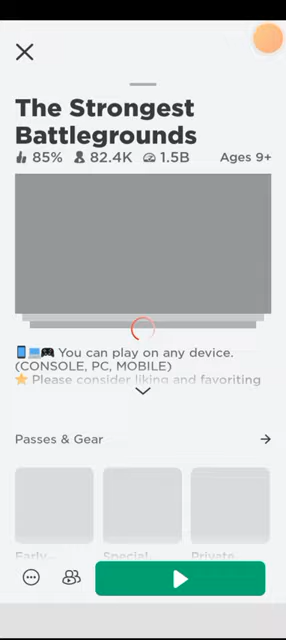 The Strongest
Battlegrounds
85% 82.4K 1.5B Ages 9+
You can play on any device.
(CONSOLE, PC, MOBILE)
Please consider liking and favoriting
Passes & Gear
Early... Special... Private